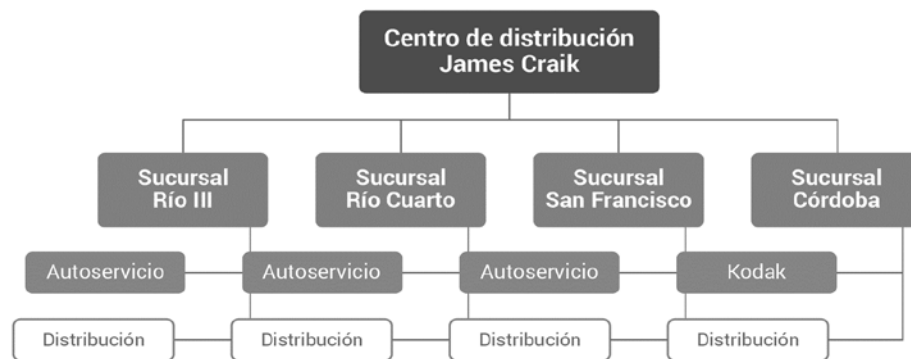 Centro de distribución
James Craik
Sucursal
Río III
Sucursal
Río Cuarto
Sucursal
San Francisco
Sucursal
Córdoba
Autoservicio
Autoservicio
Autoservicio
Kodak
Distribución
Distribución
Distribución
Distribución